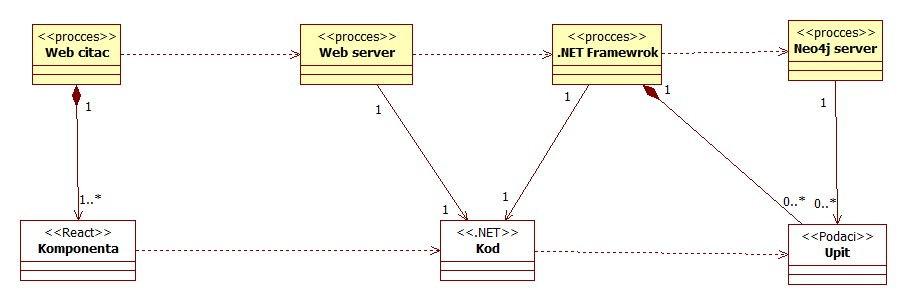 <<procces>>
Web citac
<<procces>>
Web server
<<procces>>
.NET Framewrok
<<procces>>
Neo4j server
1
1
1
1
1
1..*
1
1
0..*
0..*
<<React>>
Komponenta
<<.NET>>
Kod
<<Podaci>>
Upit